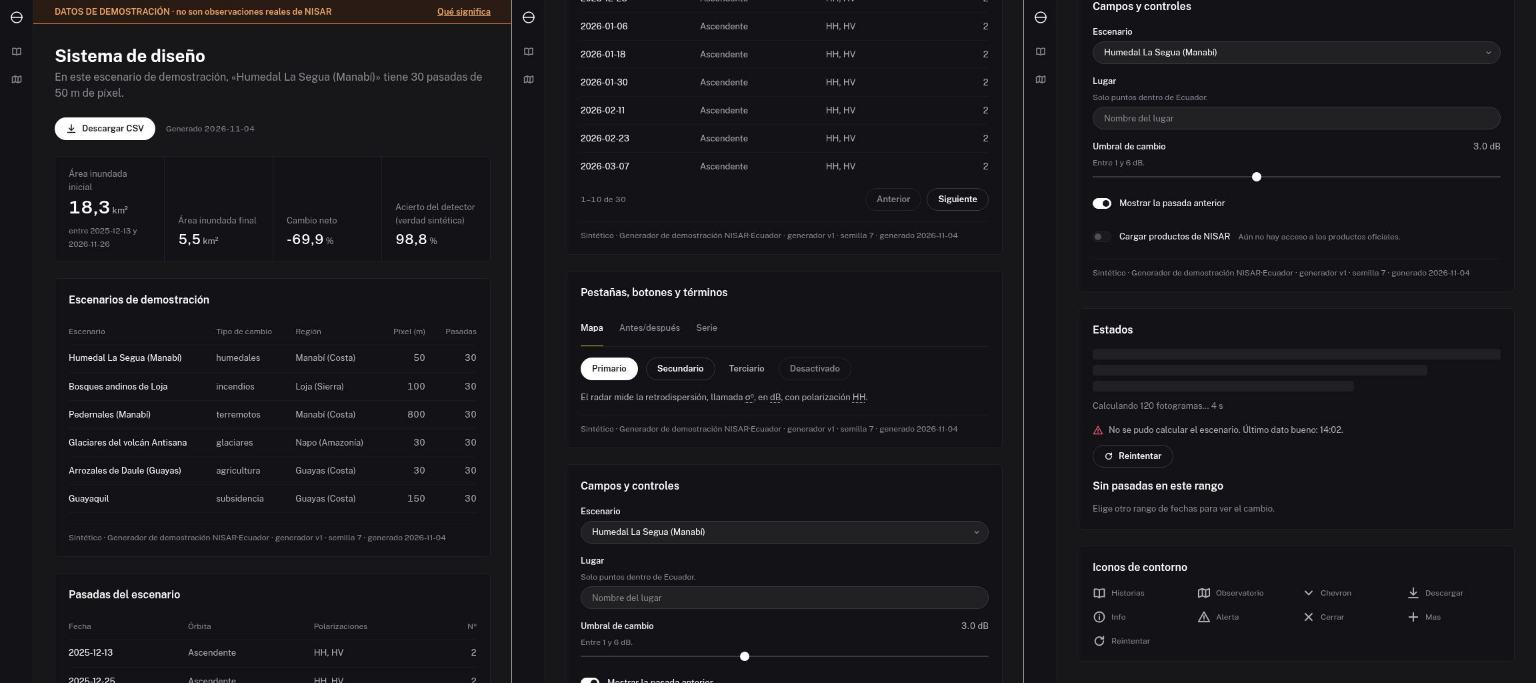 DATOS DE DEMOSTRACIÓN · no son observaciones reales de NISAR Qué significa
Sistema de diseño
En este escenario de demostración, «Humedal La Segua (Manabí)» tiene 30 pasadas de
50 m de píxel.
Descargar CSV Generado 2026-11-04
Área inundada
inicial
18,3 km²
entre 2025-12-13 y
2026-11-26
Área inundada final
5,5 km²
Cambio neto
-69,9 %
Acierto del detector
(verdad sintética)
98,8 %
Escenarios de demostración
Escenario Tipo de cambio Región Píxel (m) Pasadas
Humedal La Segua (Manabí) humedales Manabí (Costa) 50 30
Bosques andinos de Loja incendios Loja (Sierra) 100 30
Pedernales (Manabí) terremotos Manabí (Costa) 800 30
Glaciares del volcán Antisana glaciares Napo (Amazonía) 30 30
Arrozales de Daule (Guayas) agricultura Guayas (Costa) 30 30
Guayaquil subsidencia Guayas (Costa) 150 30
Sintético · Generador de demostración NISAR·Ecuador · generador v1 · semilla 7 · generado 2026-11-04
Pasadas del escenario
Fecha Órbita Polarizaciones Nº
2025-12-13 Ascendente HH, HV 2
2025-12-25 Ascendente HH, HV 2
2026-01-06 Ascendente HH, HV 2
2026-01-18 Ascendente HH, HV 2
2026-01-30 Ascendente HH, HV 2
2026-02-11 Ascendente HH, HV 2
2026-02-23 Ascendente HH, HV 2
2026-03-07 Ascendente HH, HV 2
1–10 de 30 Anterior Siguiente
Sintético · Generador de demostración NISAR·Ecuador · generador v1 · semilla 7 · generado 2026-11-04
Pestañas, botones y términos
Mapa Antes/después Serie
Primario Secundario Terciario Desactivado
El radar mide la retrodispersión, llamada σ⁰, en dB, con polarización HH.
Sintético · Generador de demostración NISAR·Ecuador · generador v1 · semilla 7 · generado 2026-11-04
Campos y controles
Escenario
Humedal La Segua (Manabí)
Lugar
Solo puntos dentro de Ecuador.
Nombre del lugar
Umbral de cambio 3.0 dB
Entre 1 y 6 dB.
Mostrar la pasada anterior
Campos y controles
Escenario
Humedal La Segua (Manabí)
Lugar
Solo puntos dentro de Ecuador.
Nombre del lugar
Umbral de cambio 3.0 dB
Entre 1 y 6 dB.
Mostrar la pasada anterior
Cargar productos de NISAR Aún no hay acceso a los productos oficiales.
Sintético · Generador de demostración NISAR·Ecuador · generador v1 · semilla 7 · generado 2026-11-04
Estados
Calculando 120 fotogramas… 4 s
No se pudo calcular el escenario. Último dato bueno: 14:02.
Reintentar
Sin pasadas en este rango
Elige otro rango de fechas para ver el cambio.
Iconos de contorno
Historias Observatorio Chevron Descargar
Info Alerta Cerrar Mas
Reintentar